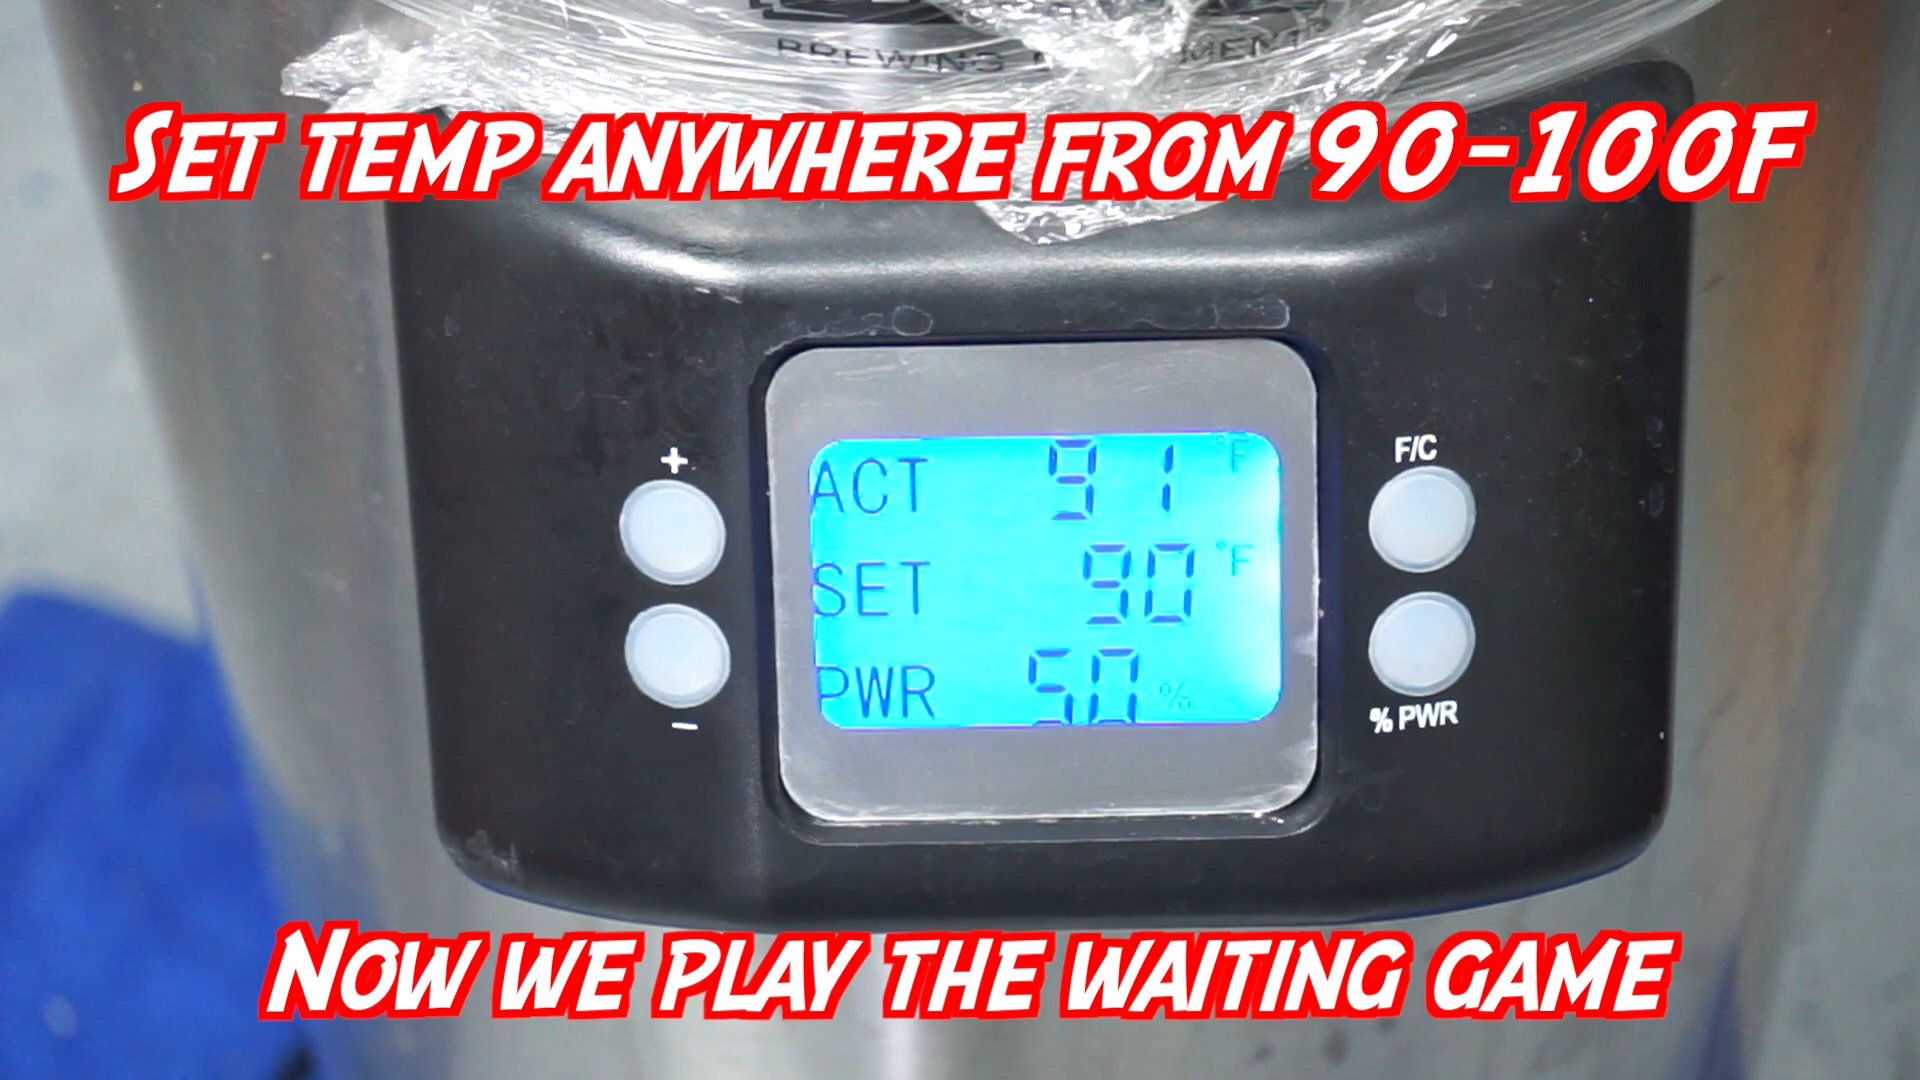 BREWING
SET TEMP ANYWHERE FROM 90-100F
+
F/C
ACT 91 °F
SET 90 °F
PWR 50 %
-
% PWR
NOW WE PLAY THE WAITING GAME